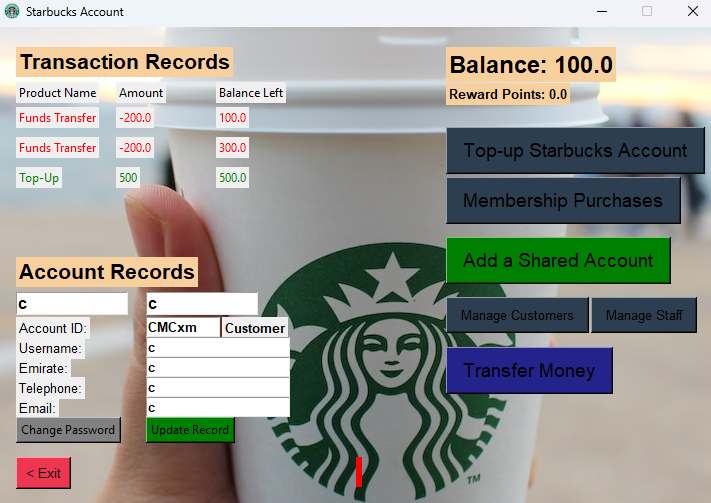 Starbucks Account
Transaction Records
Product Name Amount Balance Left
Funds Transfer -200.0 100.0
Funds Transfer -200.0 300.0
Top-Up 500 500.0
Balance: 100.0
Reward Points: 0.0
Top-up Starbucks Account
Membership Purchases
Add a Shared Account
Manage Customers Manage Staff
Transfer Money
Account Records
c c
Account ID: CMCxm Customer
Username: c
Emirate: c
Telephone: c
Email: c
Change Password Update Record
< Exit
TM